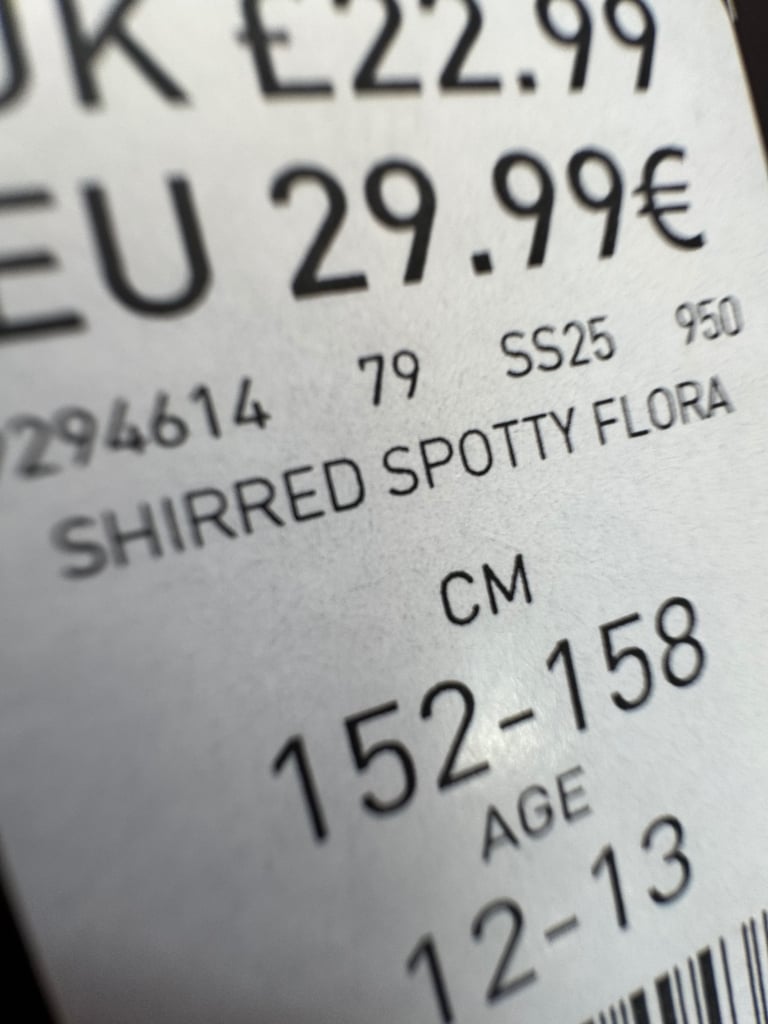 UK £22.99
EU 29.99€
294614 79 SS25 950
SHIRRED SPOTTY FLORA
CM
152-158
AGE
12-13